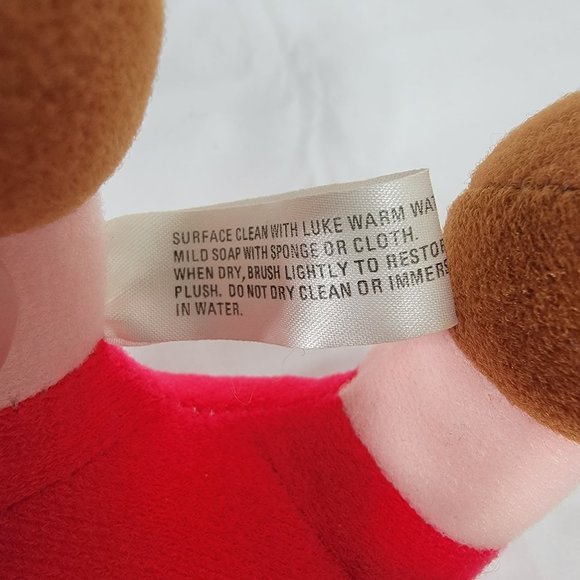 SURFACE CLEAN WITH LUKE WARM WAT
MILD SOAP WITH SPONGE OR CLOTH.
WHEN DRY, BRUSH LIGHTLY TO RESTOR
PLUSH. DO NOT DRY CLEAN OR IMMERS
IN WATER.